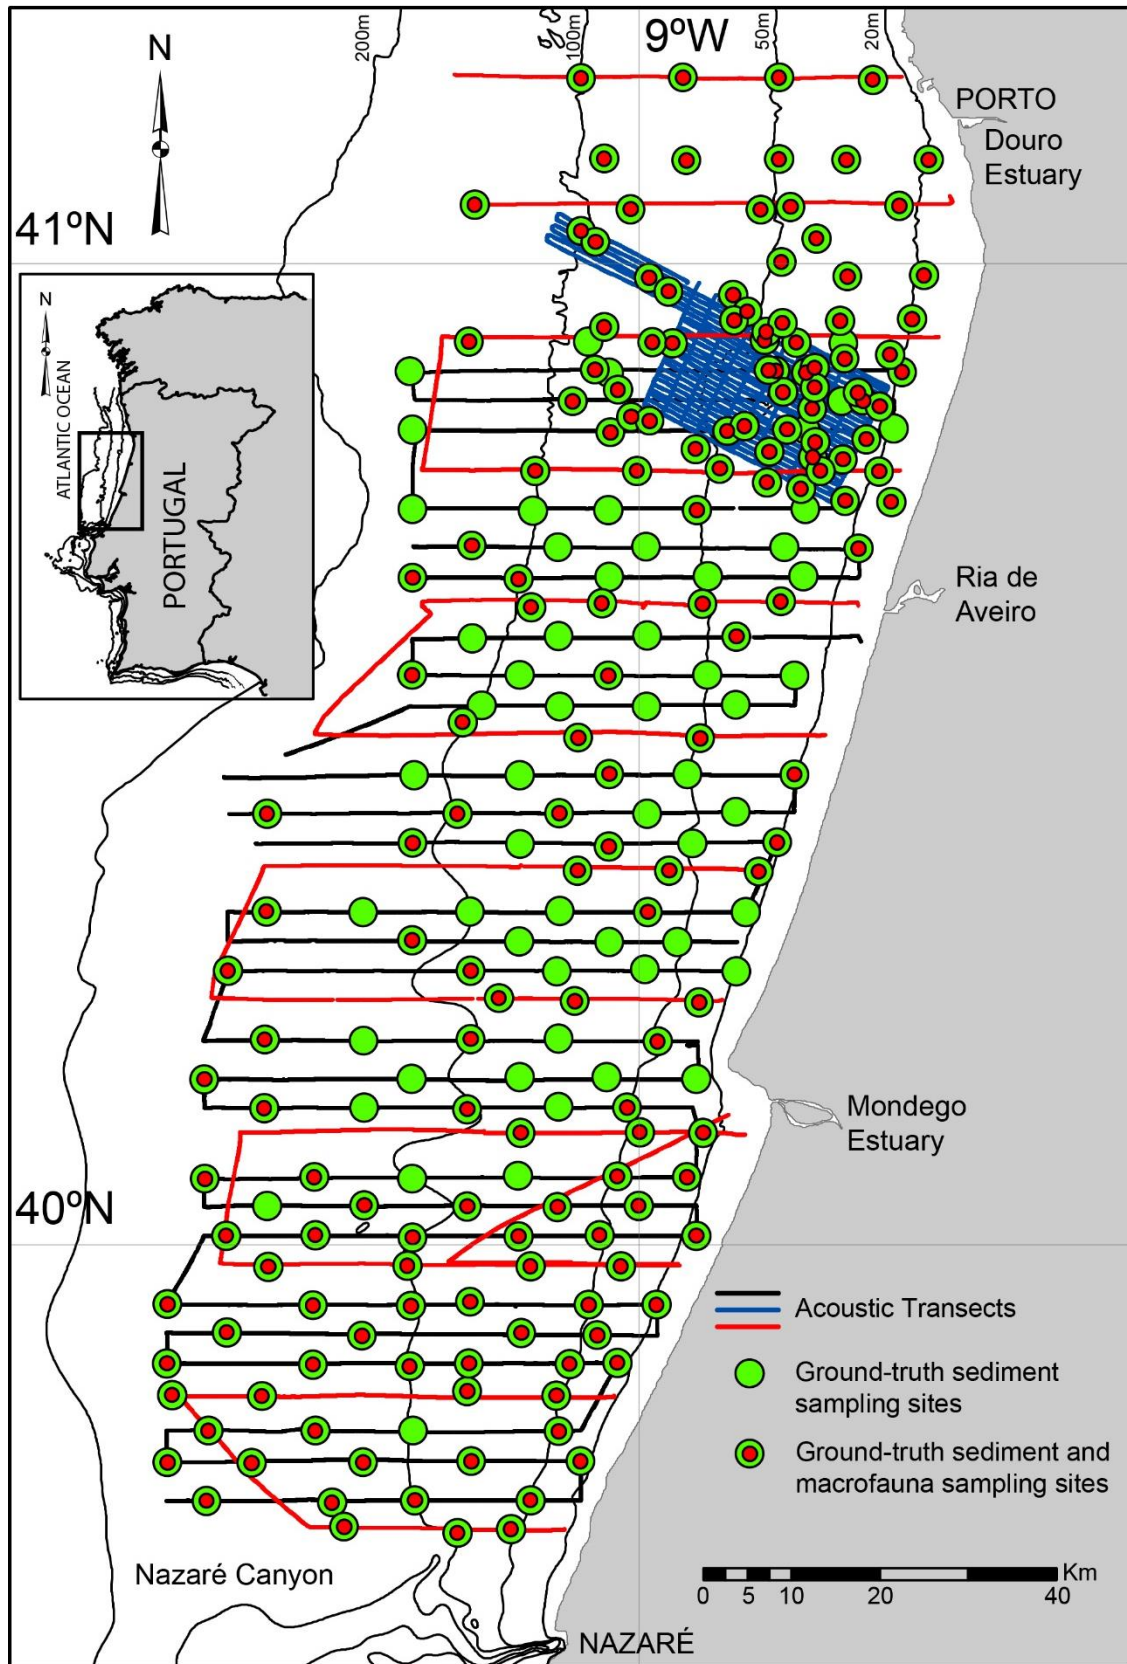 200m
100m
9ºW
50m
20m
N
PORTO
Douro
Estuary
41ºN
N
ATLANTIC OCEAN
PORTUGAL
Ria de
Aveiro
Mondego
Estuary
40ºN
Acoustic Transects
Ground-truth sediment
sampling sites
Ground-truth sediment and
macrofauna sampling sites
Nazaré Canyon
Km
0 5 10 20 40
NAZARÉ